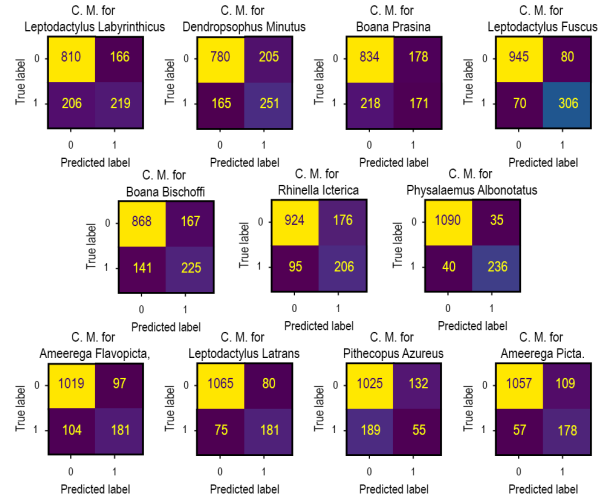 C. M. for
Leptodactylus Labyrinthicus
True label
0
810 166
1
206 219
0 1
Predicted label
C. M. for
Dendropsophus Minutus
0
780 205
1
165 251
0 1
Predicted label
C. M. for
Boana Prasina
0
834 178
1
218 171
0 1
Predicted label
C. M. for
Leptodactylus Fuscus
True label
0
945 80
1
70 306
0 1
Predicted label
C. M. for
Boana Bischoffi
True label
0
868 167
1
141 225
0 1
Predicted label
C. M. for
Rhinella Icterica
True label
0
924 176
1
95 206
0 1
Predicted label
C. M. for
Physalaemus Albonotatus
True label
0
1090 35
1
40 236
0 1
Predicted label
C. M. for
Ameerega Flavopicta,
True label
0
1019 97
1
104 181
0 1
Predicted label
C. M. for
Leptodactylus Latrans
True label
0
1065 80
1
75 181
0 1
Predicted label
C. M. for
Pithecopus Azureus
True label
0
1025 132
1
189 55
0 1
Predicted label
C. M. for
Ameerega Picta.
True label
0
1057 109
1
57 178
0 1
Predicted label